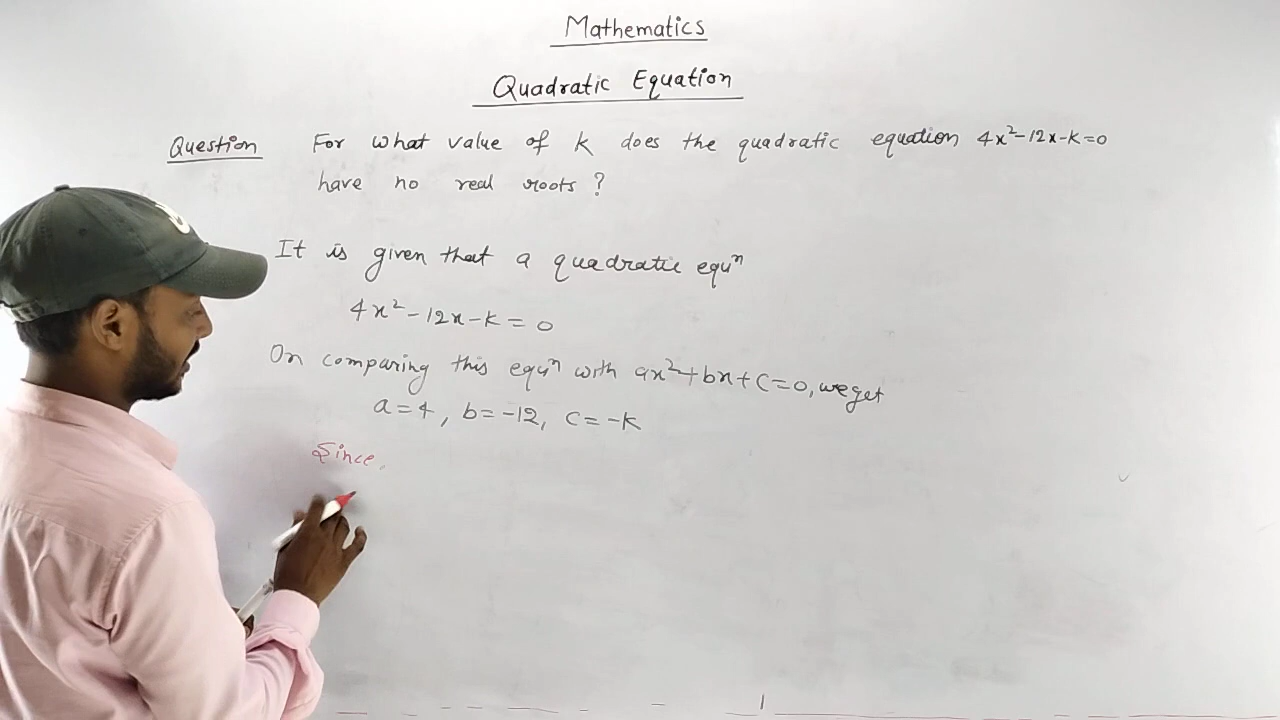 Mathematics
Quadratic Equation
Question For what value of k does the quadratic equation 4x²-12x-k=0
have no real roots ?
It is given that a quadratic equⁿ
4x²-12x-k=0
On comparing this equⁿ with ax²+bx+c=0, we get
a=4, b=-12, c=-k
Since,